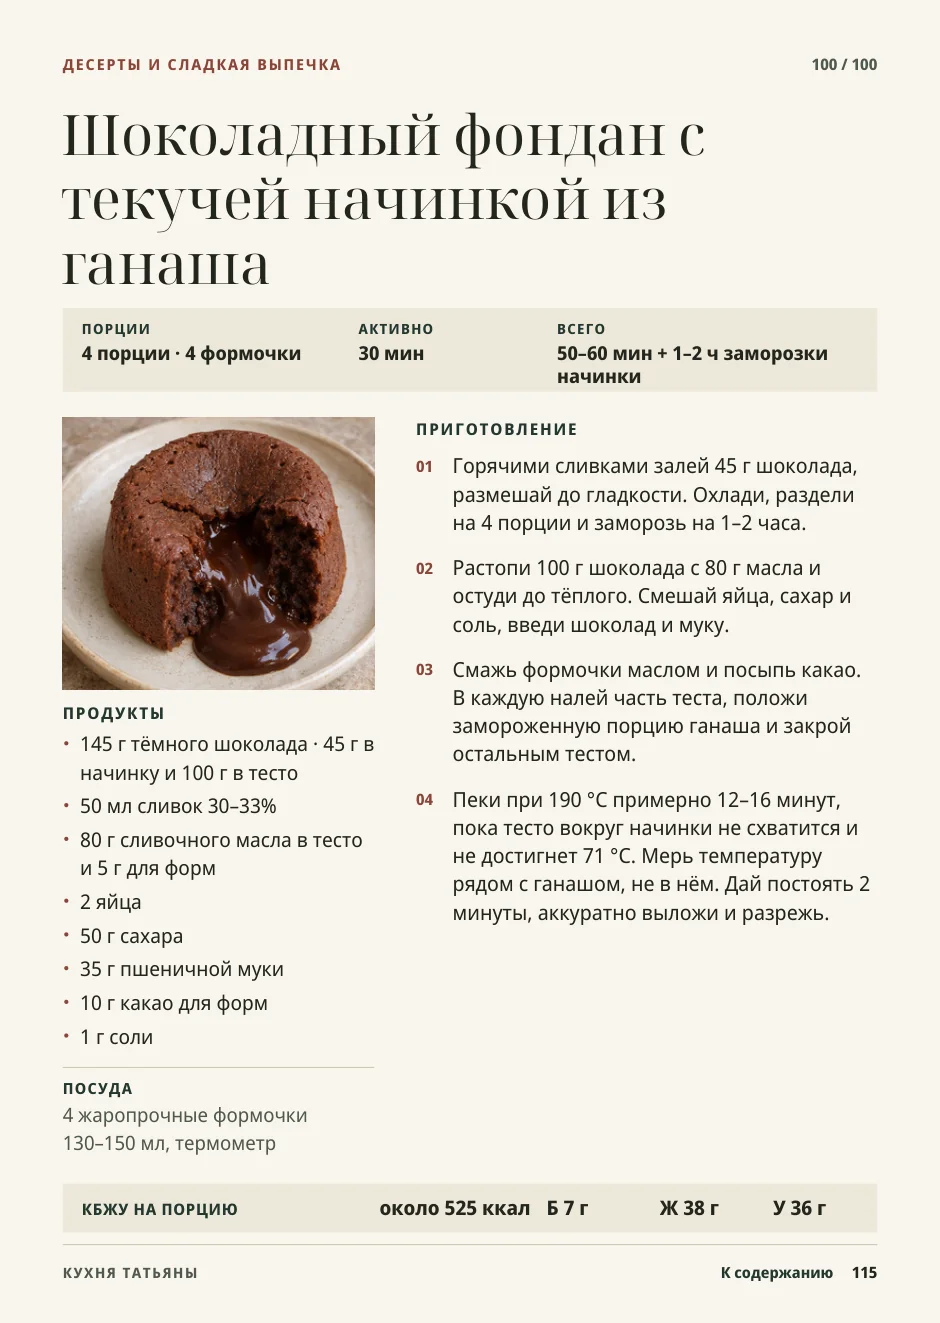 ДЕСЕРТЫ И СЛАДКАЯ ВЫПЕЧКА
100 / 100
Шоколадный фондан с
текучей начинкой из
ганаша
ПОРЦИИ
4 порции · 4 формочки
АКТИВНО
30 мин
ВСЕГО
50–60 мин + 1–2 ч заморозки
начинки
ПРОДУКТЫ
• 145 г тёмного шоколада · 45 г в
начинку и 100 г в тесто
• 50 мл сливок 30–33%
• 80 г сливочного масла в тесто
и 5 г для форм
• 2 яйца
• 50 г сахара
• 35 г пшеничной муки
• 10 г какао для форм
• 1 г соли
ПОСУДА
4 жаропрочные формочки
130–150 мл, термометр
ПРИГОТОВЛЕНИЕ
01 Горячими сливками залей 45 г шоколада,
размешай до гладкости. Охлади, раздели
на 4 порции и заморозь на 1–2 часа.
02 Растопи 100 г шоколада с 80 г масла и
остуди до тёплого. Смешай яйца, сахар и
соль, введи шоколад и муку.
03 Смажь формочки маслом и посыпь какао.
В каждую налей часть теста, положи
замороженную порцию ганаша и закрой
остальным тестом.
04 Пеки при 190 °C примерно 12–16 минут,
пока тесто вокруг начинки не схватится и
не достигнет 71 °C. Мерь температуру
рядом с ганашом, не в нём. Дай постоять 2
минуты, аккуратно выложи и разрежь.
КБЖУ НА ПОРЦИЮ
около 525 ккал Б 7 г Ж 38 г У 36 г
КУХНЯ ТАТЬЯНЫ
К содержанию 115